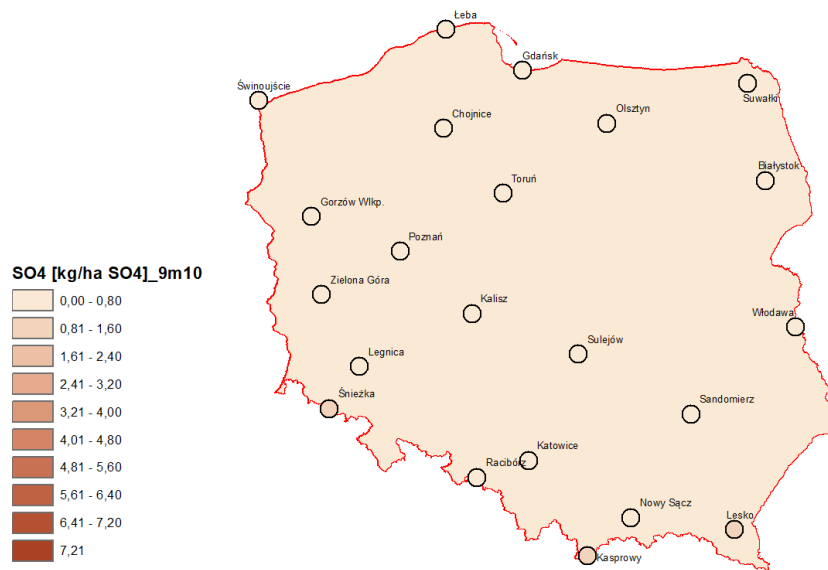 Łeba
Gdańsk
Świnoujście
Suwałki
Olsztyn
Chojnice
Białystok
Toruń
Gorzów Wlkp.
Poznań
SO4 [kg/ha SO4]_9m10
0,00 - 0,80
0,81 - 1,60
1,61 - 2,40
2,41 - 3,20
3,21 - 4,00
4,01 - 4,80
4,81 - 5,60
5,61 - 6,40
6,41 - 7,20
7,21
Zielona Góra
Kalisz
Włodawa
Sulejów
Legnica
Śnieżka
Sandomierz
Katowice
Racibórz
Nowy Sącz
Lesko
Kasprowy